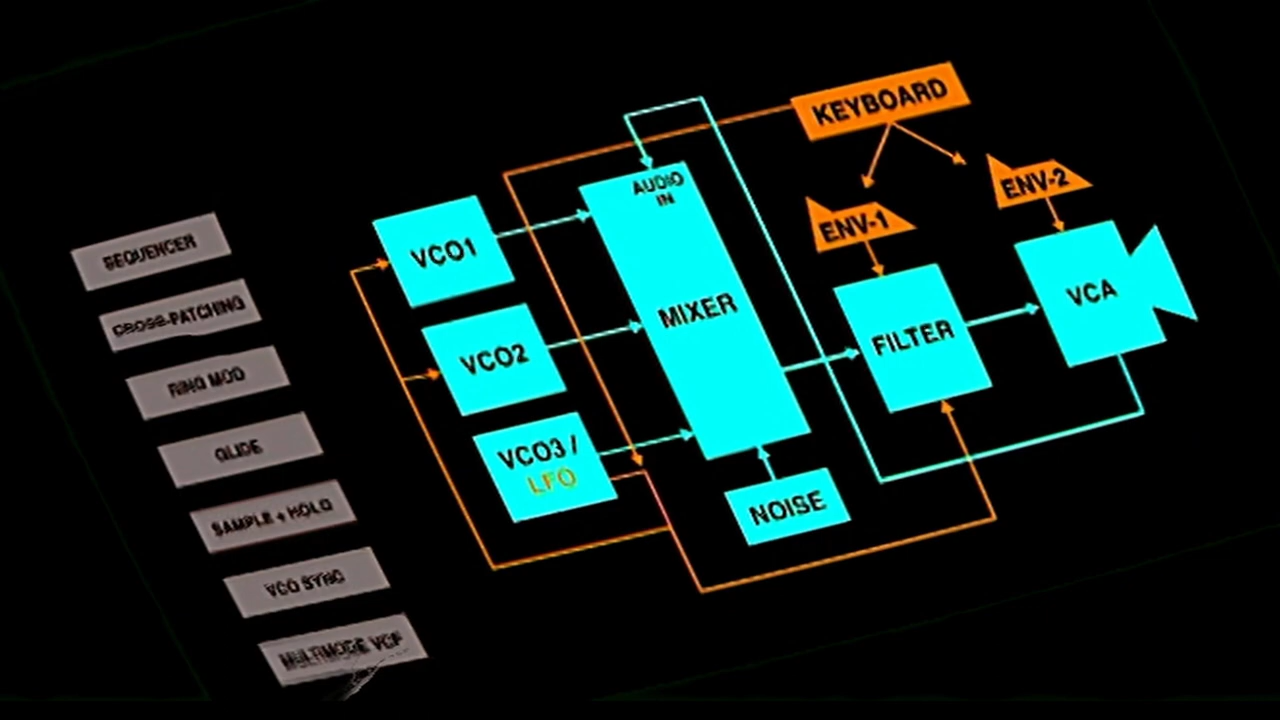 KEYBOARD
ENV-2
AUDIO
IN
ENV-1
VCO1
MIXER
VCA
FILTER
VCO2
VCO3 /
LFO
NOISE
SEQUENCER
CROSS-PATCHING
RING MOD
GLIDE
SAMPLE + HOLD
VCO SYNC
MULTIMODE VCF